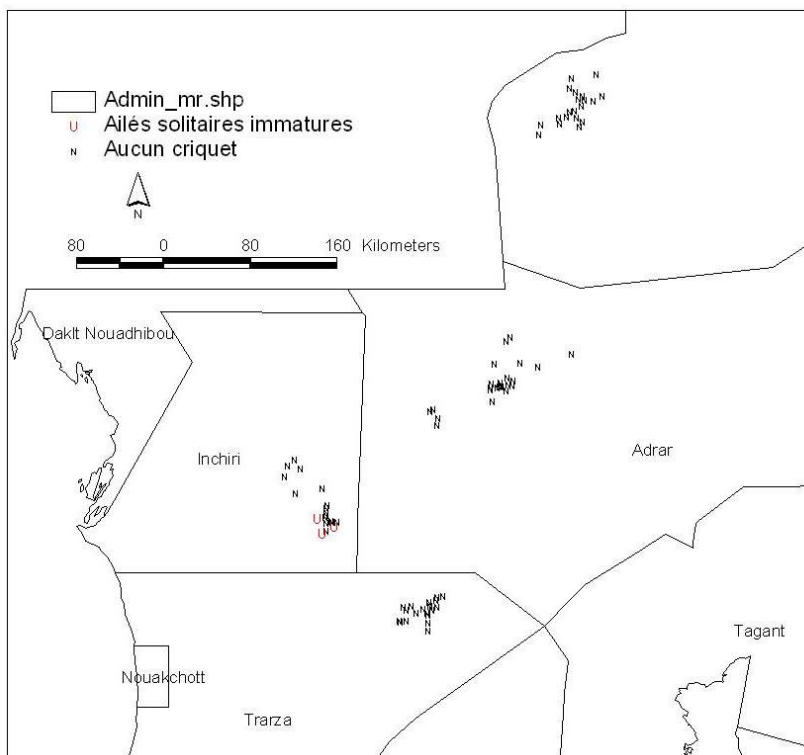 Admin_mr.shp
U Ailés solitaires immatures
N Aucun criquet
N
80 0 80 160 Kilometers
Daklt Nouadhibou
Inchiri
Adrar
Tagant
Nouakchott
Trarza